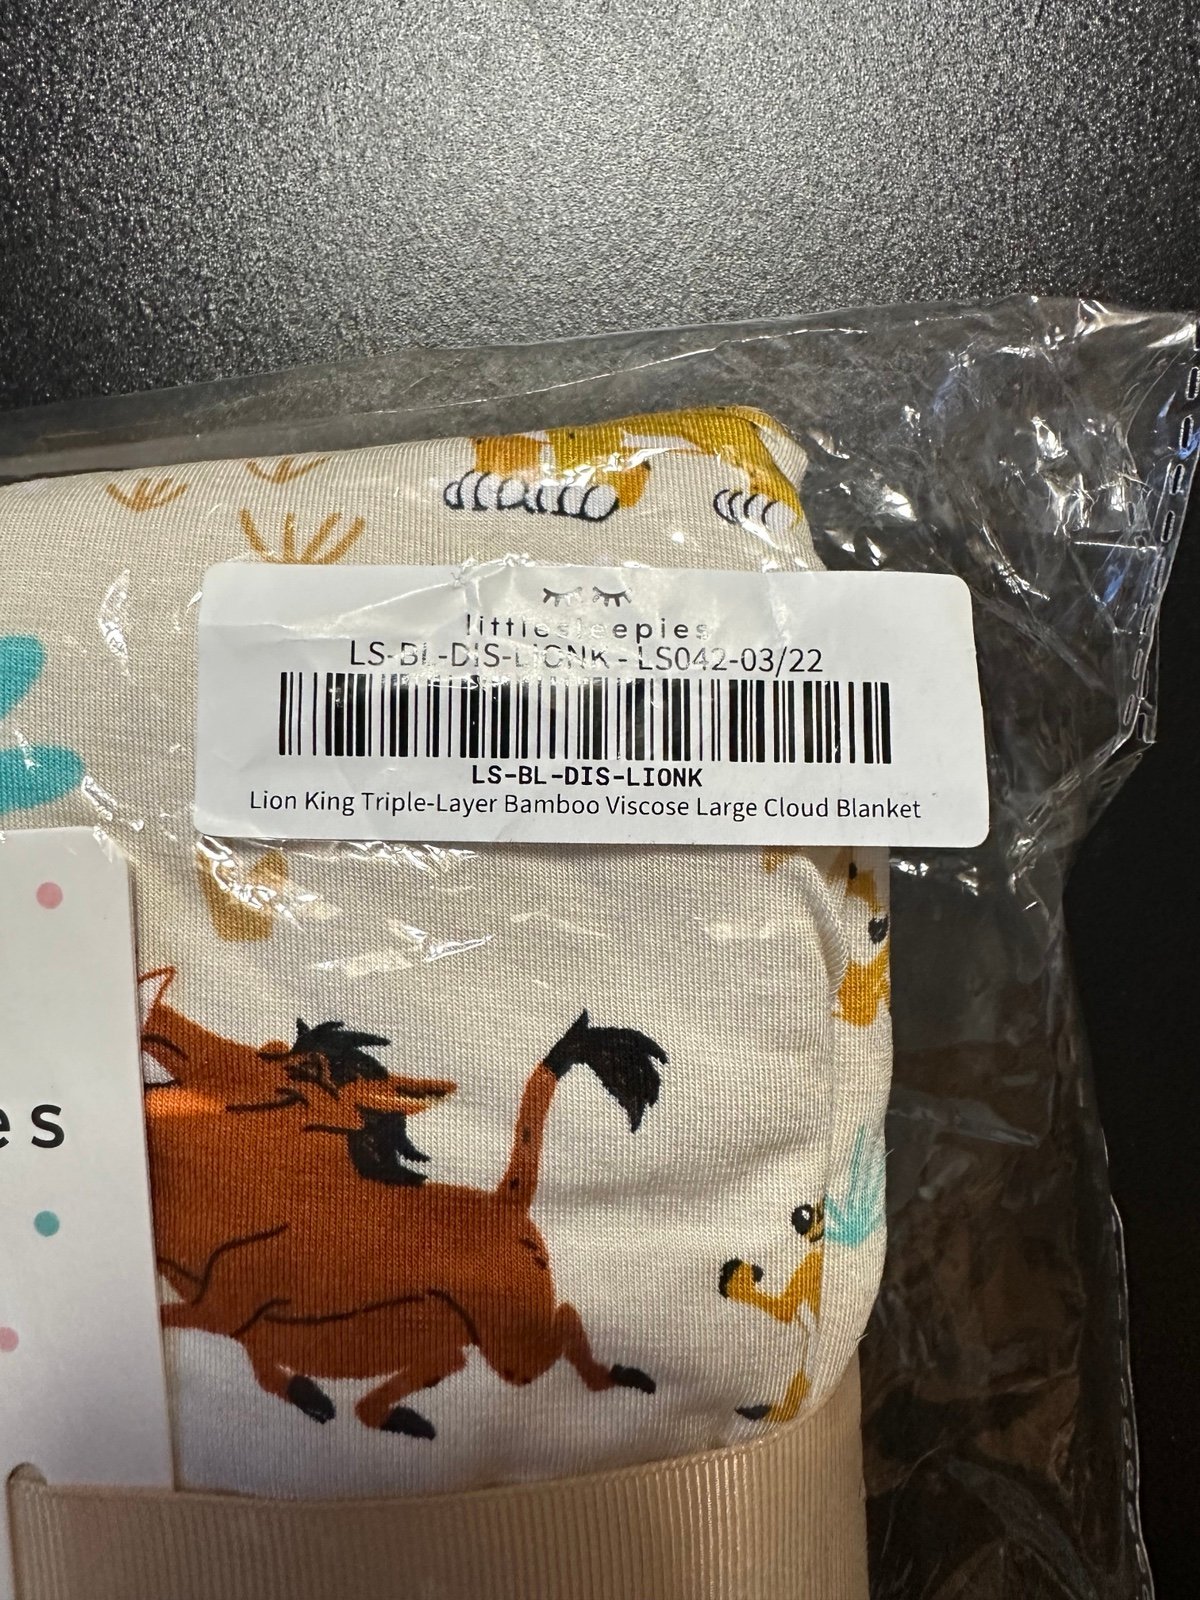 littlesleepies
LS-BL-DIS-LIONK - LS042-03/22
LS-BL-DIS-LIONK
Lion King Triple-Layer Bamboo Viscose Large Cloud Blanket
es